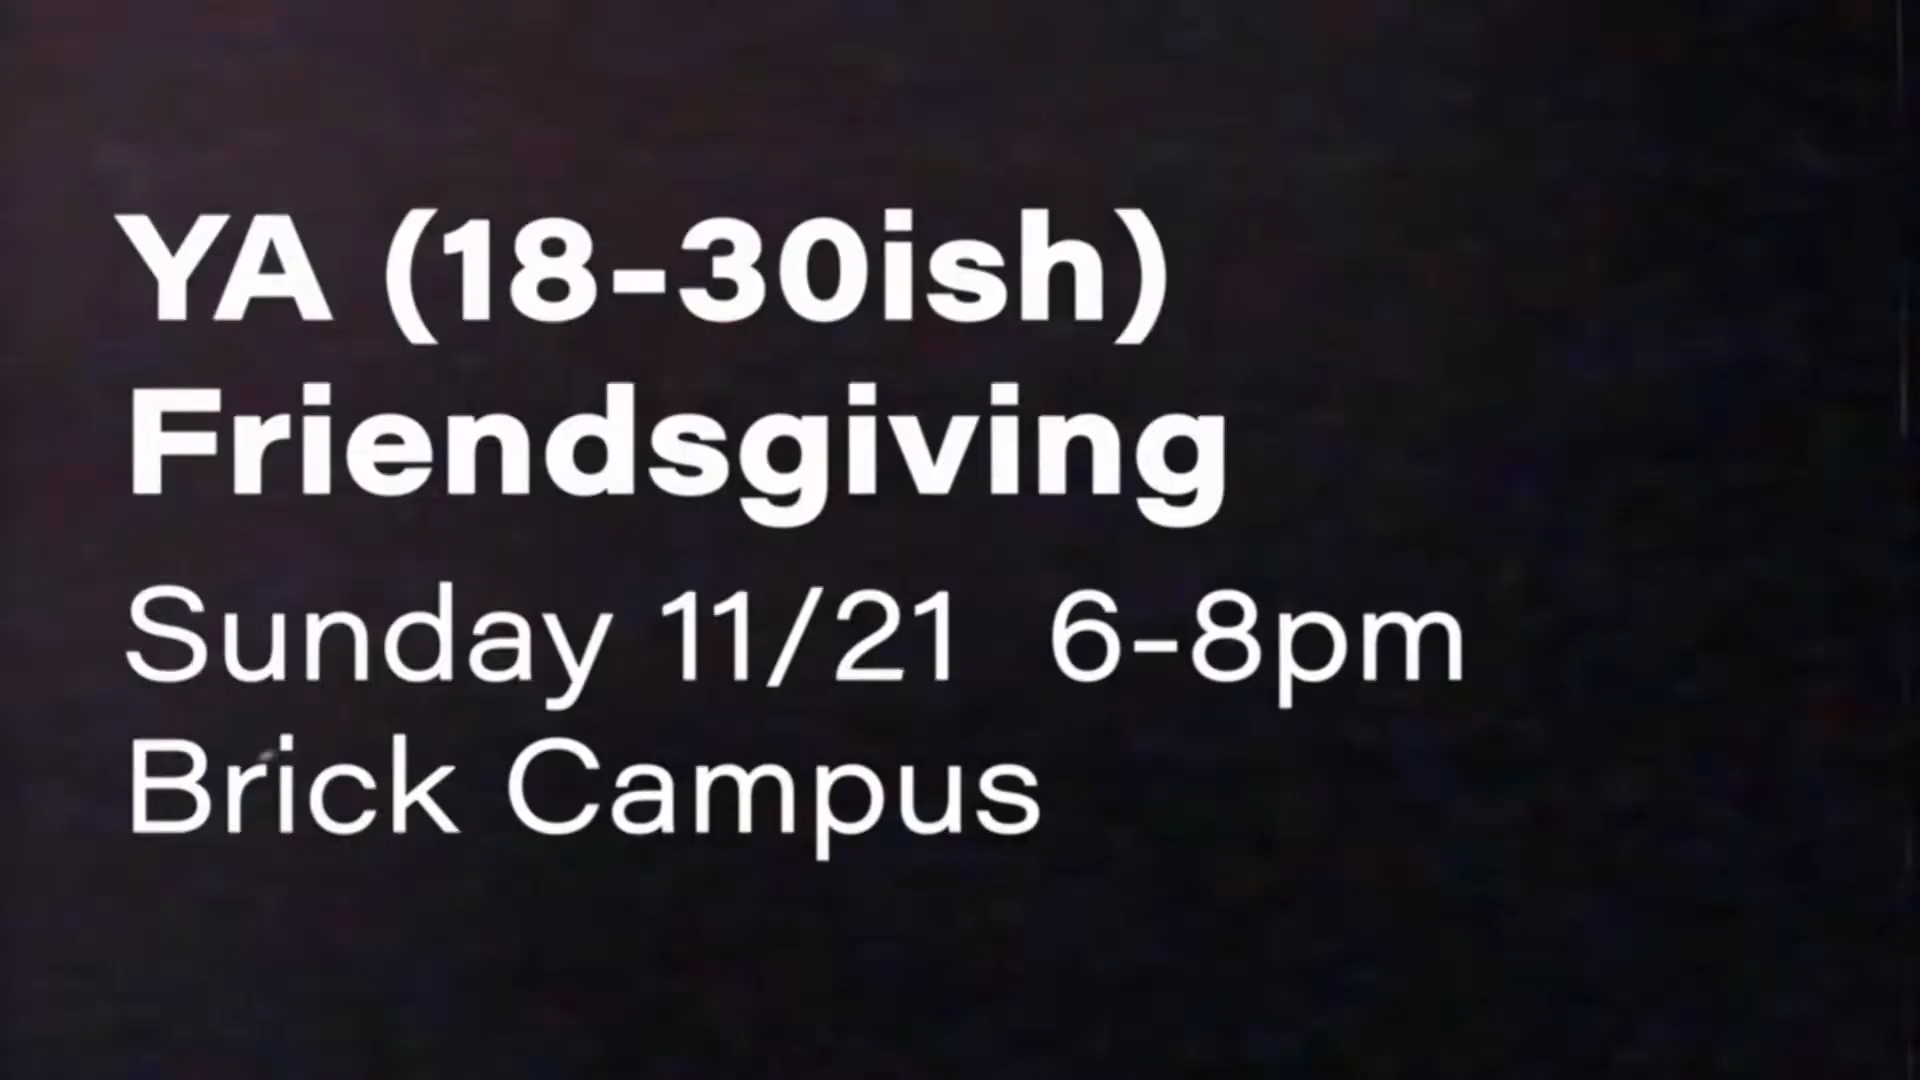 YA (18-30ish)
Friendsgiving
Sunday 11/21 6-8pm
Brick Campus